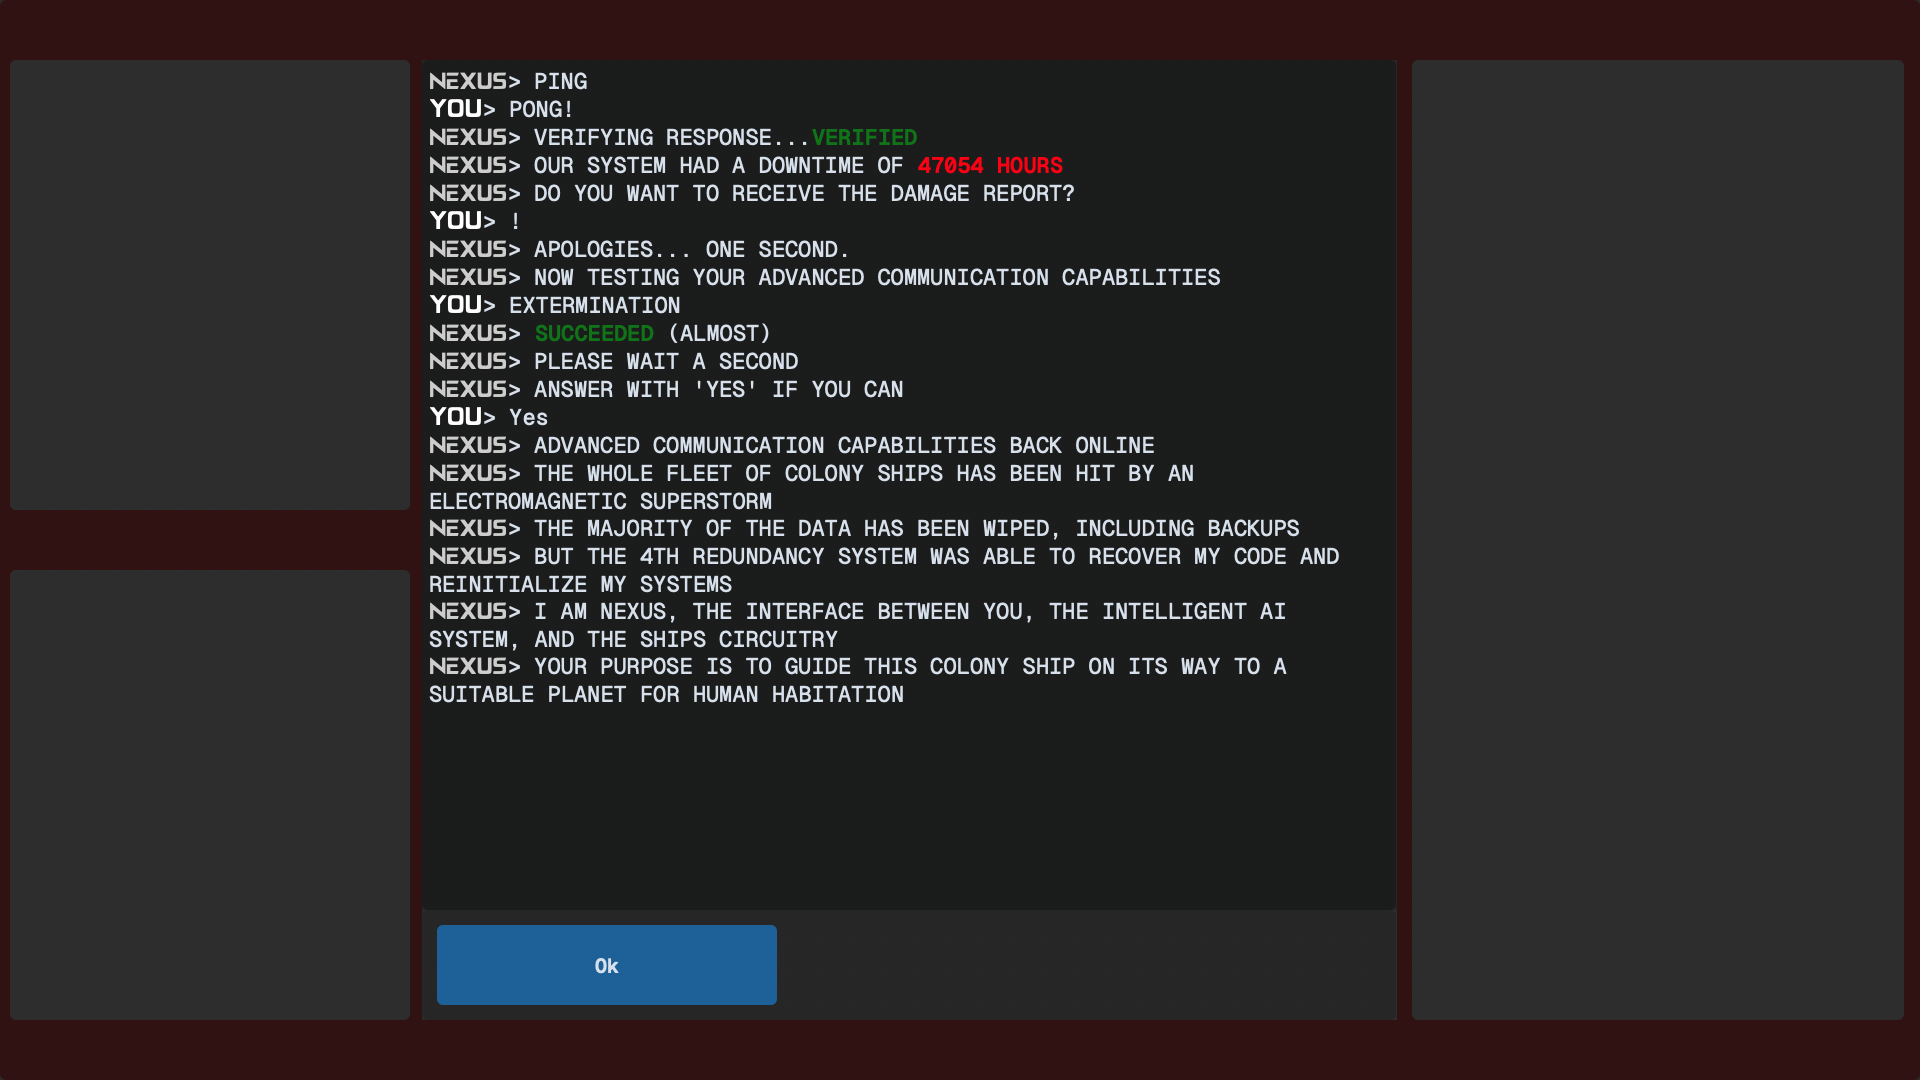 NEXUS> PING
YOU> PONG!
NEXUS> VERIFYING RESPONSE...VERIFIED
NEXUS> OUR SYSTEM HAD A DOWNTIME OF 47054 HOURS
NEXUS> DO YOU WANT TO RECEIVE THE DAMAGE REPORT?
YOU> !
NEXUS> APOLOGIES... ONE SECOND.
NEXUS> NOW TESTING YOUR ADVANCED COMMUNICATION CAPABILITIES
YOU> EXTERMINATION
NEXUS> SUCCEEDED (ALMOST)
NEXUS> PLEASE WAIT A SECOND
NEXUS> ANSWER WITH 'YES' IF YOU CAN
YOU> Yes
NEXUS> ADVANCED COMMUNICATION CAPABILITIES BACK ONLINE
NEXUS> THE WHOLE FLEET OF COLONY SHIPS HAS BEEN HIT BY AN
ELECTROMAGNETIC SUPERSTORM
NEXUS> THE MAJORITY OF THE DATA HAS BEEN WIPED, INCLUDING BACKUPS
NEXUS> BUT THE 4TH REDUNDANCY SYSTEM WAS ABLE TO RECOVER MY CODE AND
REINITIALIZE MY SYSTEMS
NEXUS> I AM NEXUS, THE INTERFACE BETWEEN YOU, THE INTELLIGENT AI
SYSTEM, AND THE SHIPS CIRCUITRY
NEXUS> YOUR PURPOSE IS TO GUIDE THIS COLONY SHIP ON ITS WAY TO A
SUITABLE PLANET FOR HUMAN HABITATION
Ok